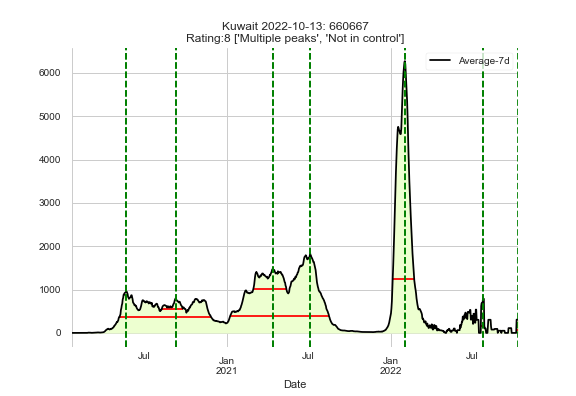 Kuwait 2022-10-13: 660667
Rating:8 ['Multiple peaks', 'Not in control']
Average-7d
6000
5000
4000
3000
2000
1000
0
Jul
Jan
2021
Jul
Jan
2022
Jul
Date